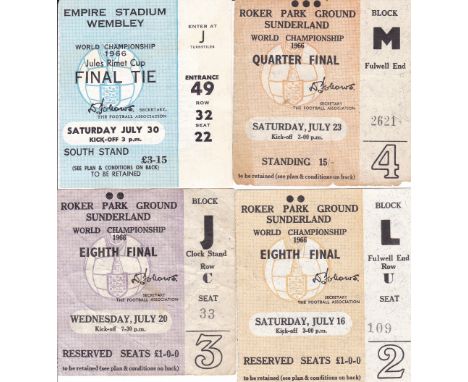 EMPIRE STADIUM
WEMBLEY
WORLD CHAMPIONSHIP
1966
Jules Rimet Cup
FINAL TIE
SECRETARY,
THE FOOTBALL ASSOCIATION
SATURDAY JULY 30
KICK-OFF 3 p.m.
SOUTH STAND
£3-15
(SEE PLAN & CONDITIONS ON BACK)
TO BE RETAINED
ENTER AT
J
TURNSTILES
ENTRANCE
49
ROW
32
SEAT
22
ROKER PARK GROUND
SUNDERLAND
WORLD CHAMPIONSHIP
1966
QUARTER FINAL
SECRETARY
THE FOOTBALL ASSOCIATION
SATURDAY, JULY 23
Kick-off 3-00 p.m.
STANDING 15/-
to be retained (see plan & conditions on back)
BLOCK
M
Fulwell End
2621
4
ROKER PARK GROUND
SUNDERLAND
WORLD CHAMPIONSHIP
1966
EIGHTH FINAL
SECRETARY
THE FOOTBALL ASSOCIATION
WEDNESDAY, JULY 20
Kick-off 7-30 p.m.
RESERVED SEATS £1-0-0
to be retained (see plan & conditions on back)
BLOCK
J
Clock Stand
Row
C
SEAT
33
3
ROKER PARK GROUND
SUNDERLAND
WORLD CHAMPIONSHIP
1966
EIGHTH FINAL
SECRETARY
THE FOOTBALL ASSOCIATION
SATURDAY, JULY 16
Kick-off 3-00 p.m.
RESERVED SEATS £1-0-0
to be retained (see plan & conditions on back)
BLOCK
L
Fulwell End
Row
U
SEAT
109
2